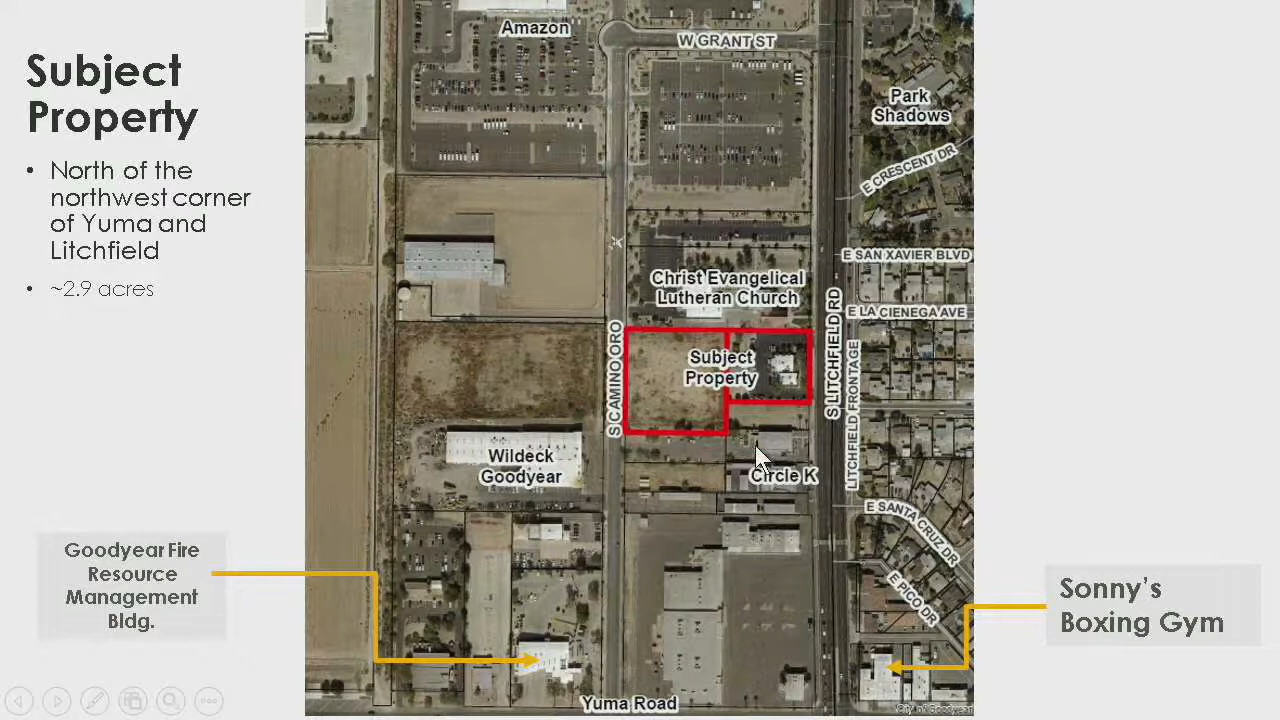 Subject
Property
• North of the
northwest corner
of Yuma and
Litchfield
• ~2.9 acres
Amazon
W GRANT ST
Park
Shadows
E CRESCENT DR
E SAN XAVIER BLVD
Christ Evangelical
Lutheran Church
E LA CIENEGA AVE
S CAMINO ORO
Subject
Property
S LITCHFIELD RD
LITCHFIELD FRONTAGE
Wildeck
Goodyear
Circle K
E SANTA CRUZ DR
E PICO DR
Goodyear Fire
Resource
Management
Bldg.
Sonny's
Boxing Gym
Yuma Road
City of Goodyear